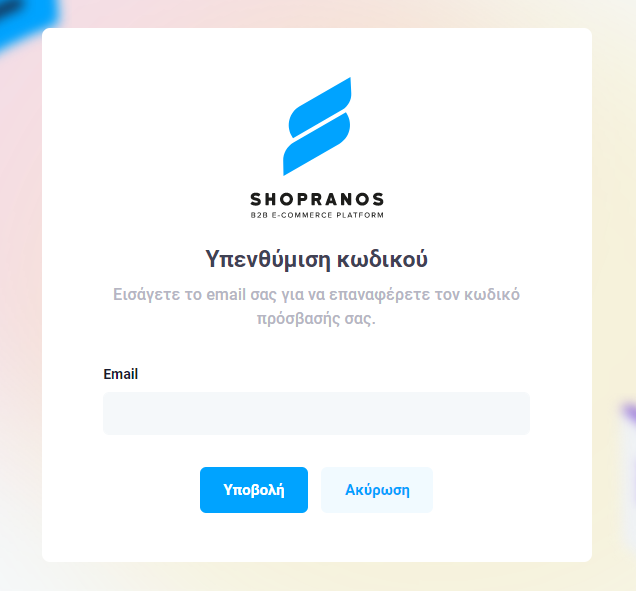 SHOPRANOS
B2B E-COMMERCE PLATFORM
Υπενθύμιση κωδικού
Εισάγετε το email σας για να επαναφέρετε τον κωδικό
πρόσβασής σας.
Email
Υποβολή Ακύρωση